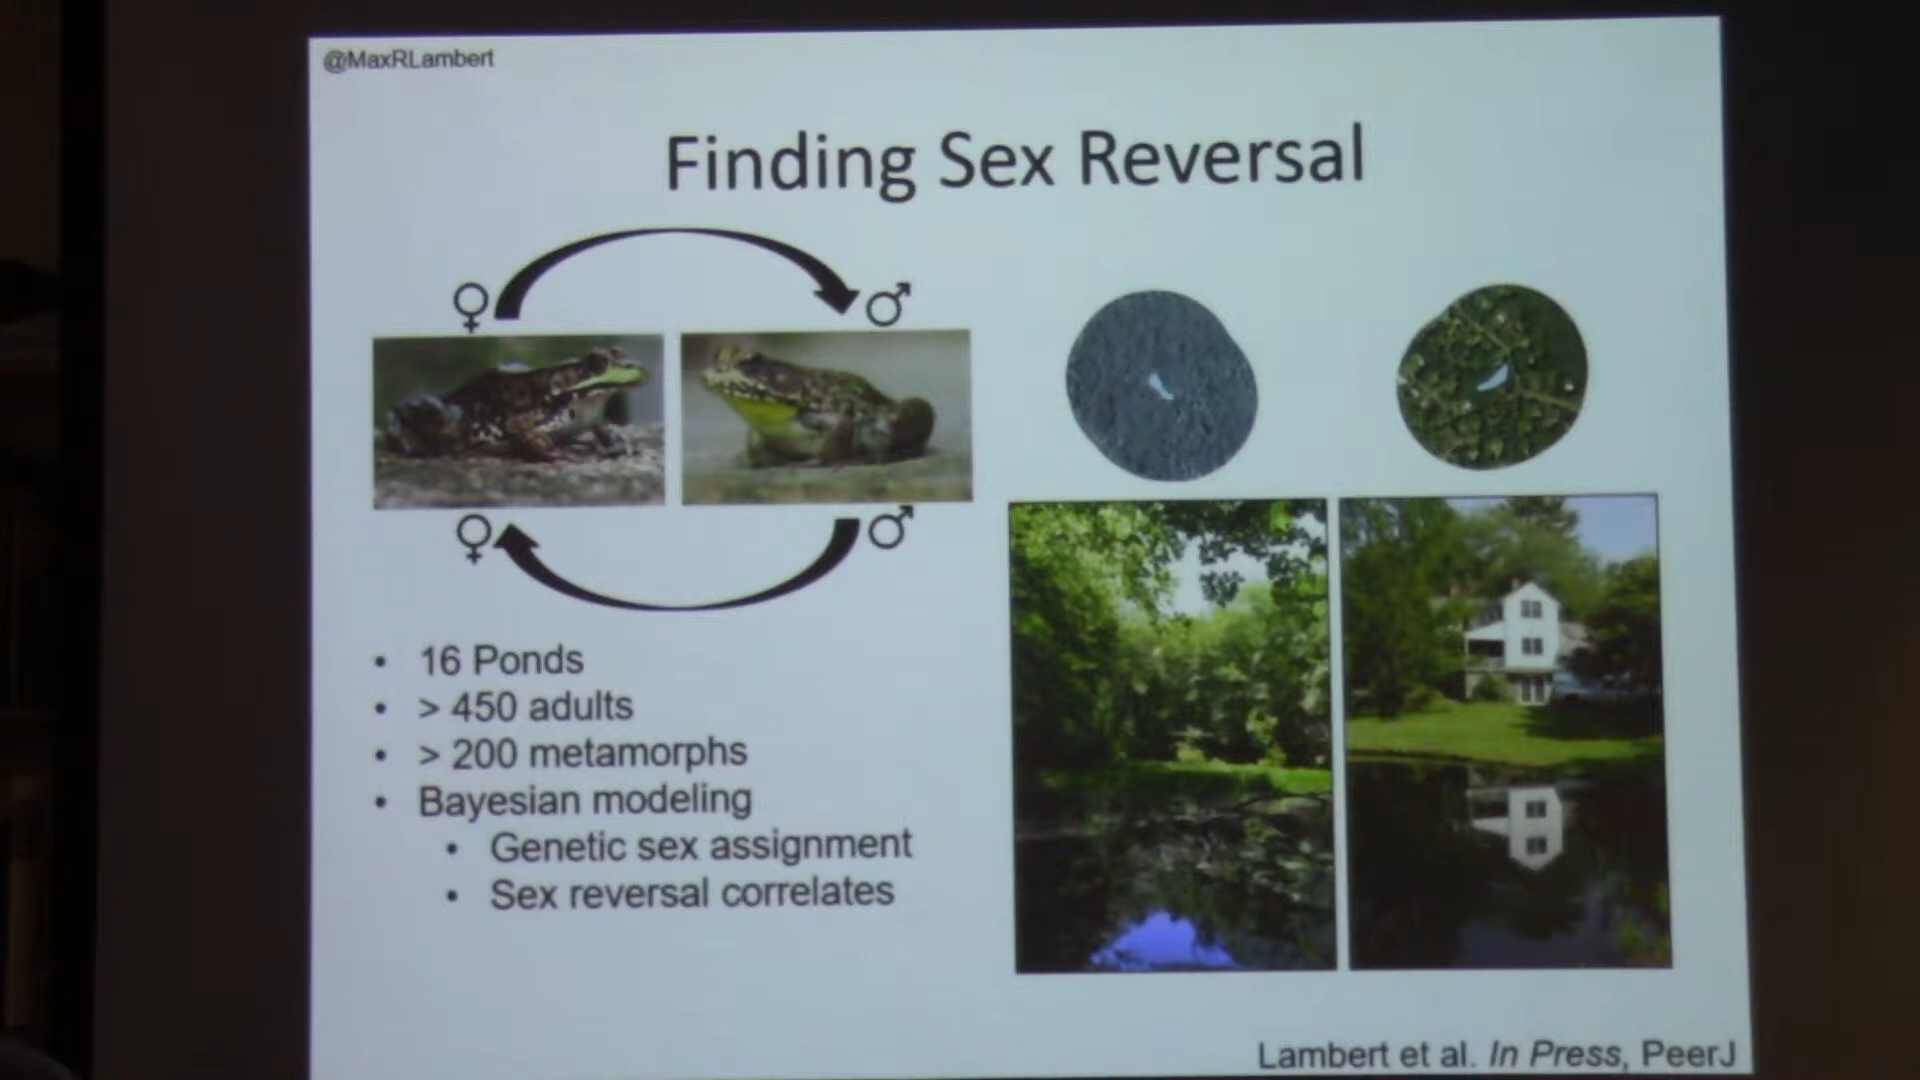 @MaxRLambert
Finding Sex Reversal
♀ ♂
♀ ♂
• 16 Ponds
• > 450 adults
• > 200 metamorphs
• Bayesian modeling
• Genetic sex assignment
• Sex reversal correlates
Lambert et al. In Press, PeerJ